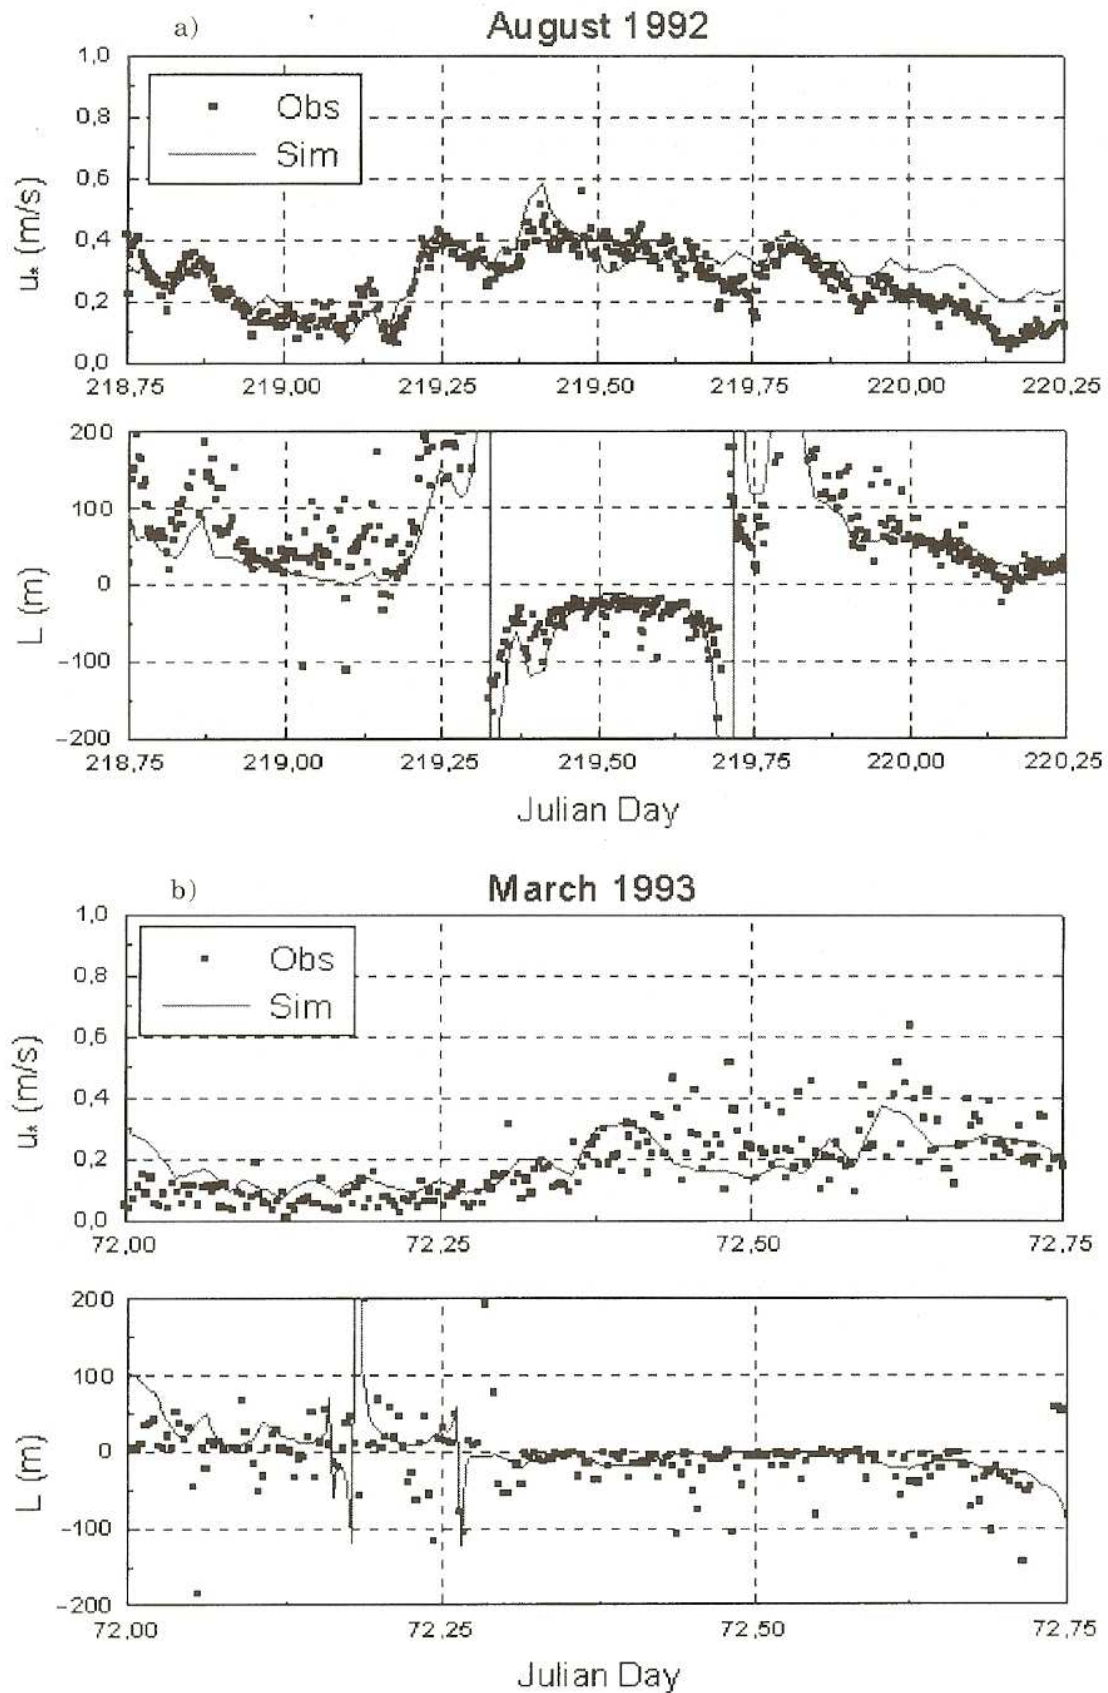 a)
August 1992
1,0
0,8
0,6
0,4
0,2
0,0
u* (m/s)
Obs
Sim
218,75 219,00 219,25 219,50 219,75 220,00 220,25
200
100
0
-100
-200
L (m)
218,75 219,00 219,25 219,50 219,75 220,00 220,25
Julian Day
b)
March 1993
1,0
0,8
0,6
0,4
0,2
0,0
u* (m/s)
Obs
Sim
72,00 72,25 72,50 72,75
200
100
0
-100
-200
L (m)
72,00 72,25 72,50 72,75
Julian Day